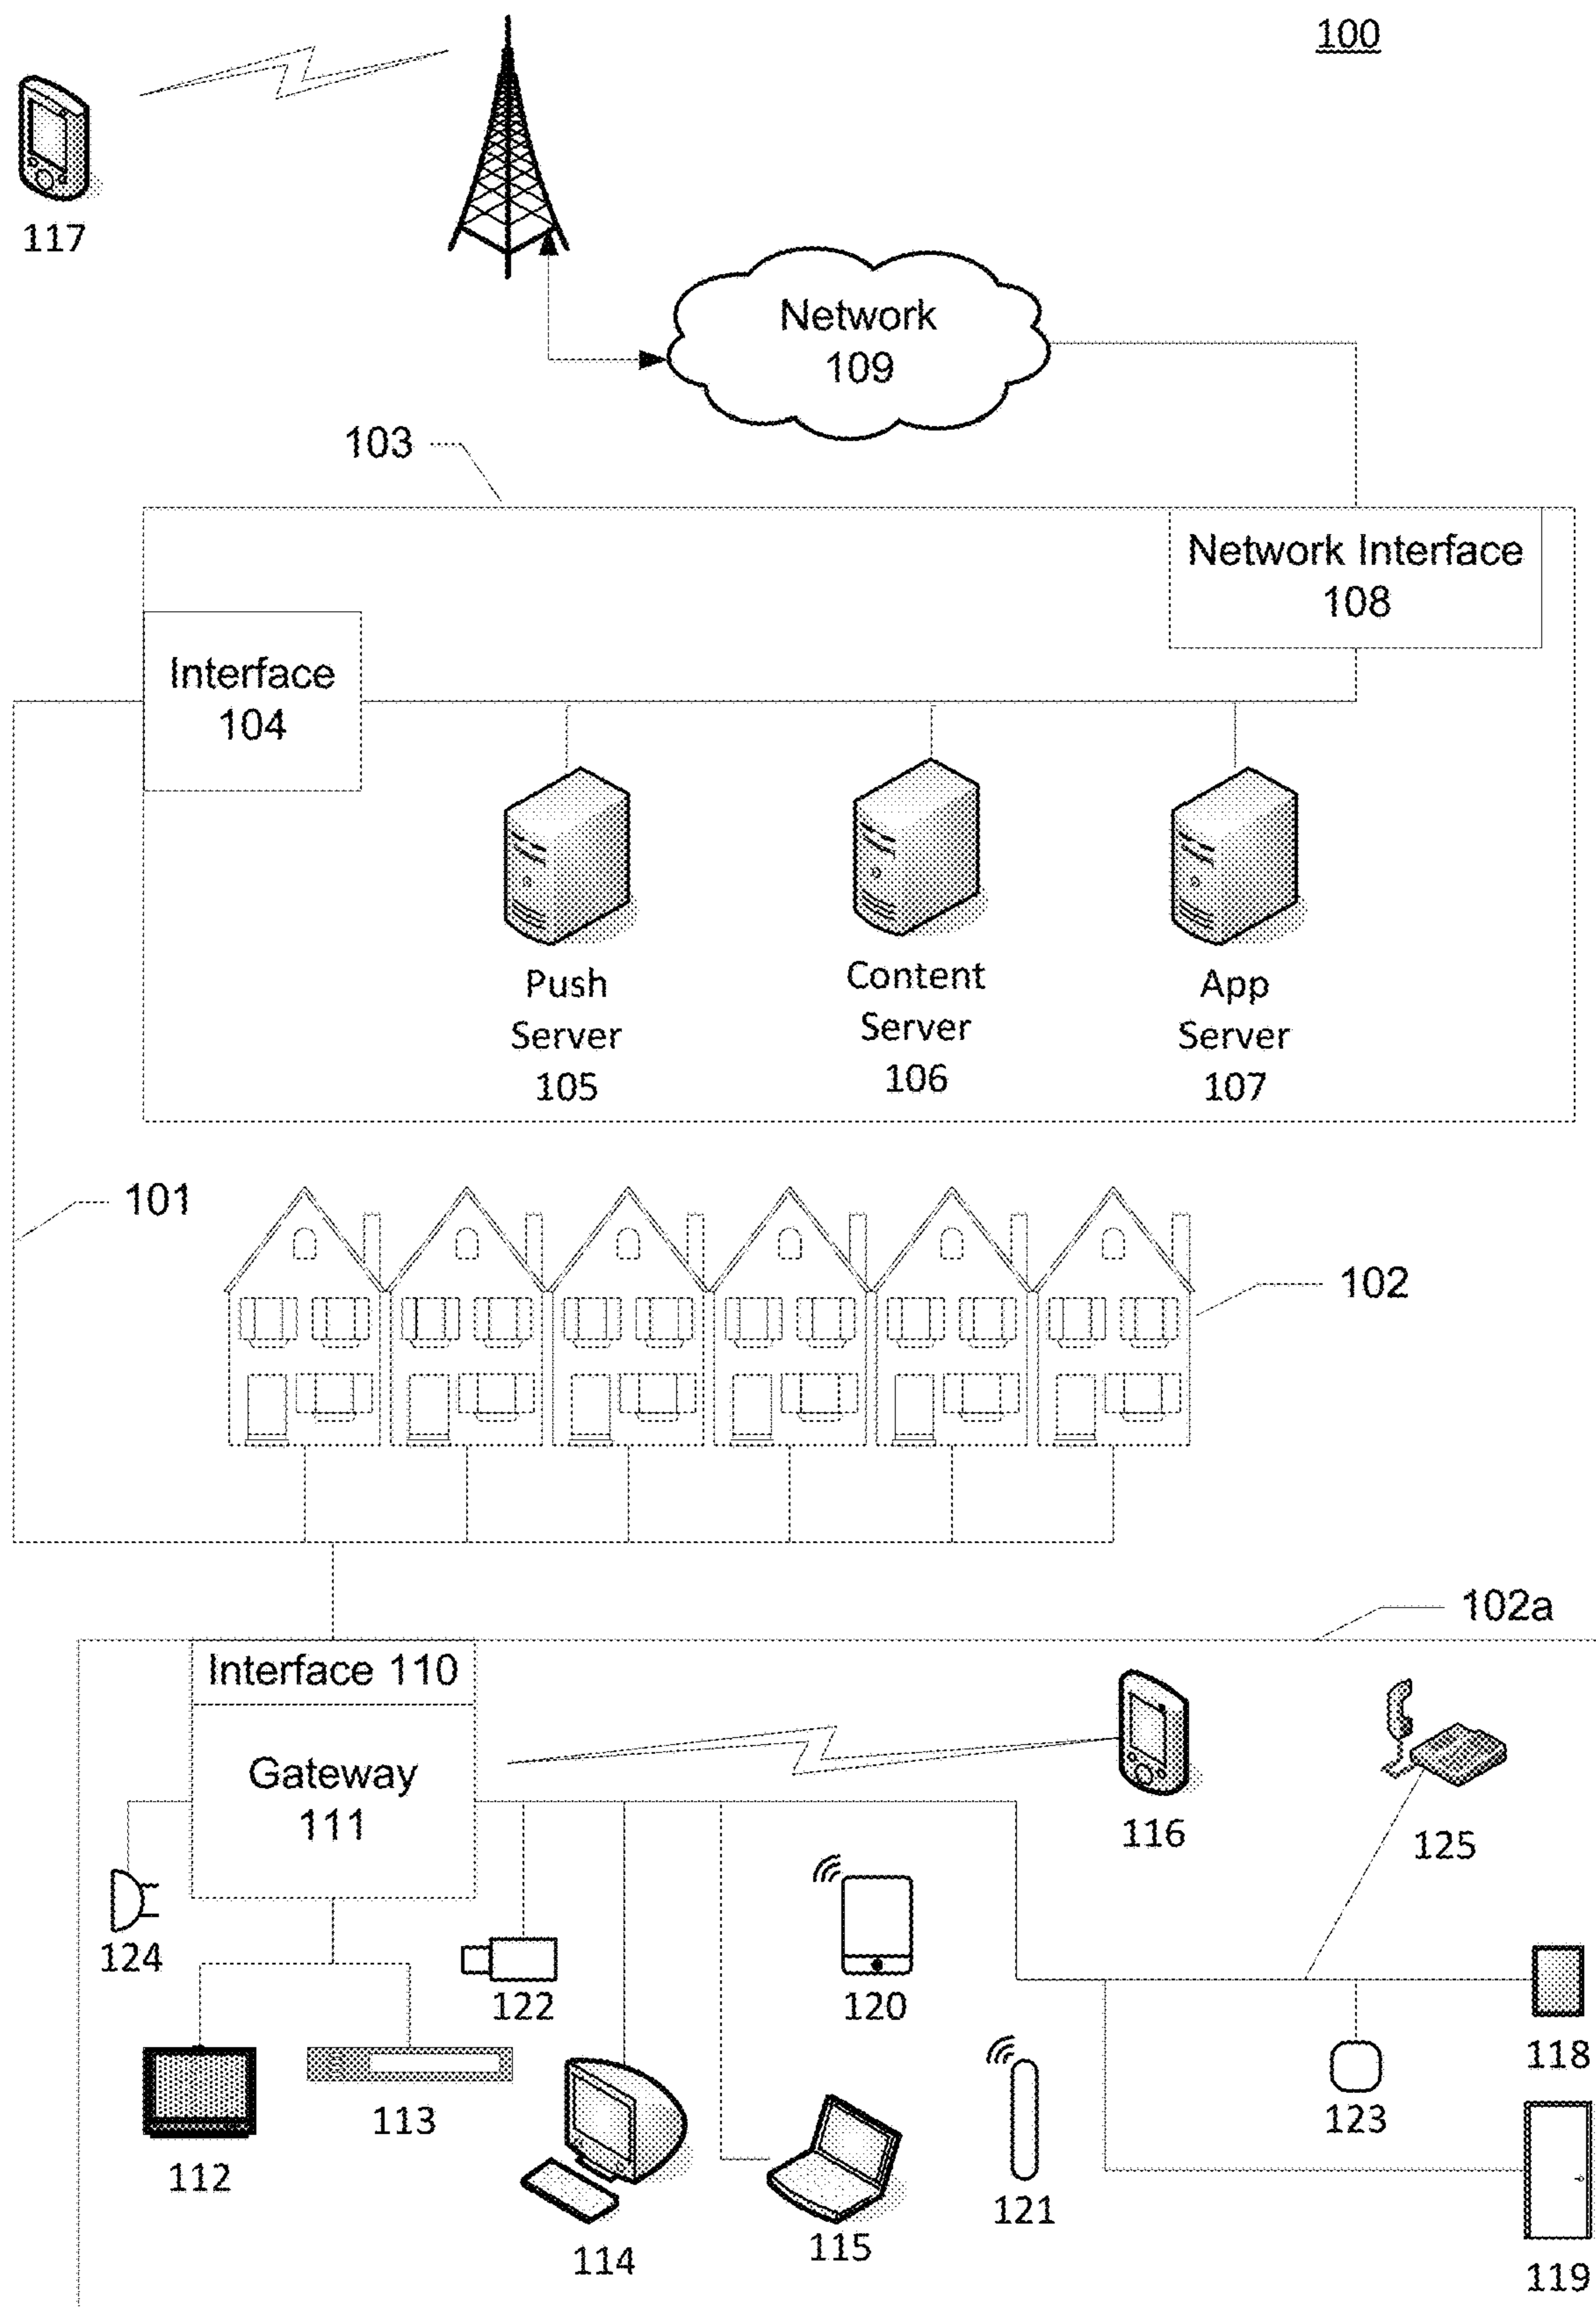 100
117
Network
109
103
Network Interface
108
Interface
104
Push
Server
105
Content
Server
106
App
Server
107
101
102
102a
Interface 110
Gateway
111
116
125
124
122
120
118
112
113
123
114
115
121
119